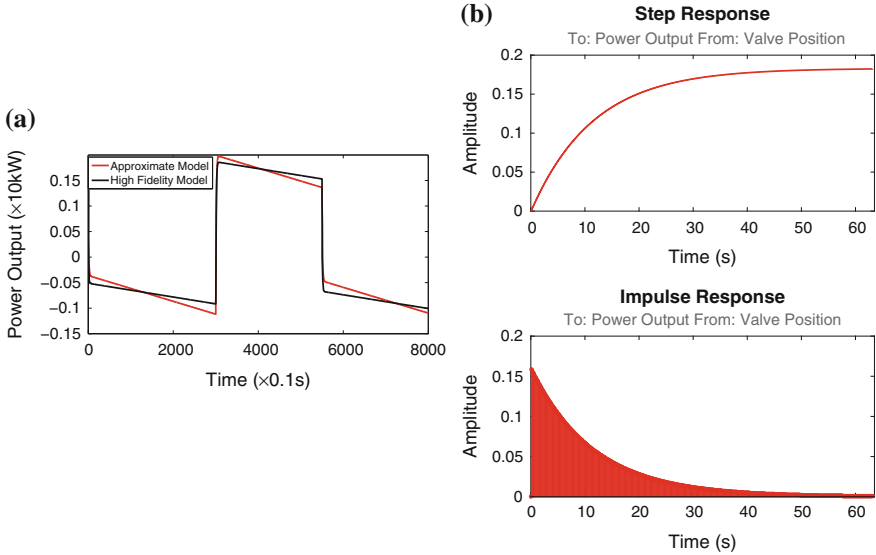 (a)
Power Output (×10kW)
0.15
0.1
0.05
0
−0.05
−0.1
−0.15
Approximate Model
High Fidelity Model
0
2000
4000
6000
8000
Time (×0.1s)
(b)
Step Response
To: Power Output From: Valve Position
Amplitude
0.2
0.15
0.1
0.05
0
0
10
20
30
40
50
60
Time (s)
Impulse Response
To: Power Output From: Valve Position
Amplitude
0.2
0.15
0.1
0.05
0
0
10
20
30
40
50
60
Time (s)